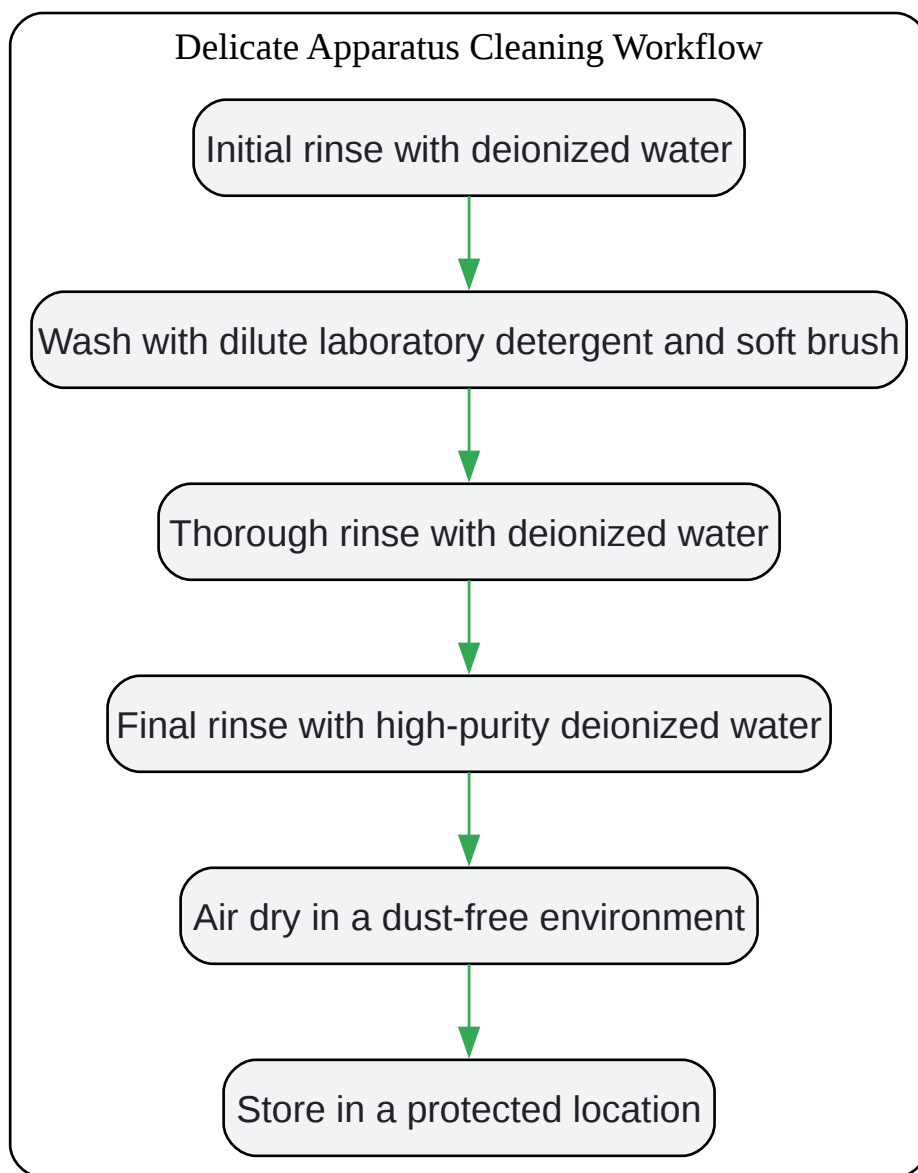 Delicate Apparatus Cleaning Workflow
Initial rinse with deionized water
Wash with dilute laboratory detergent and soft brush
Thorough rinse with deionized water
Final rinse with high-purity deionized water
Air dry in a dust-free environment
Store in a protected location